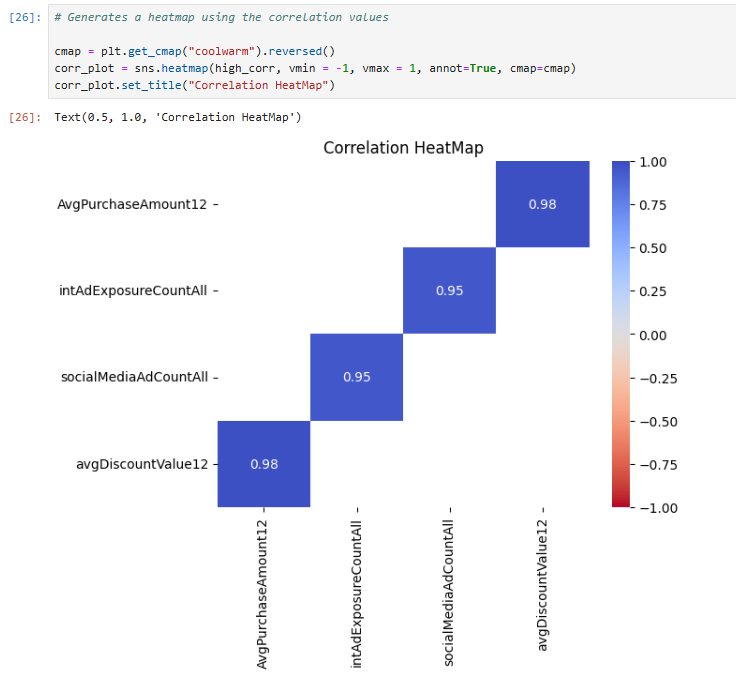 [26]: # Generates a heatmap using the correlation values
cmap = plt.get_cmap("coolwarm").reversed()
corr_plot = sns.heatmap(high_corr, vmin = -1, vmax = 1, annot=True, cmap=cmap)
corr_plot.set_title("Correlation HeatMap")
[26]: Text(0.5, 1.0, 'Correlation HeatMap')
Correlation HeatMap
AvgPurchaseAmount12
intAdExposureCountAll
socialMediaAdCountAll
avgDiscountValue12
0.98
0.95
0.95
0.98
AvgPurchaseAmount12
intAdExposureCountAll
socialMediaAdCountAll
avgDiscountValue12
1.00
0.75
0.50
0.25
0.00
−0.25
−0.50
−0.75
−1.00